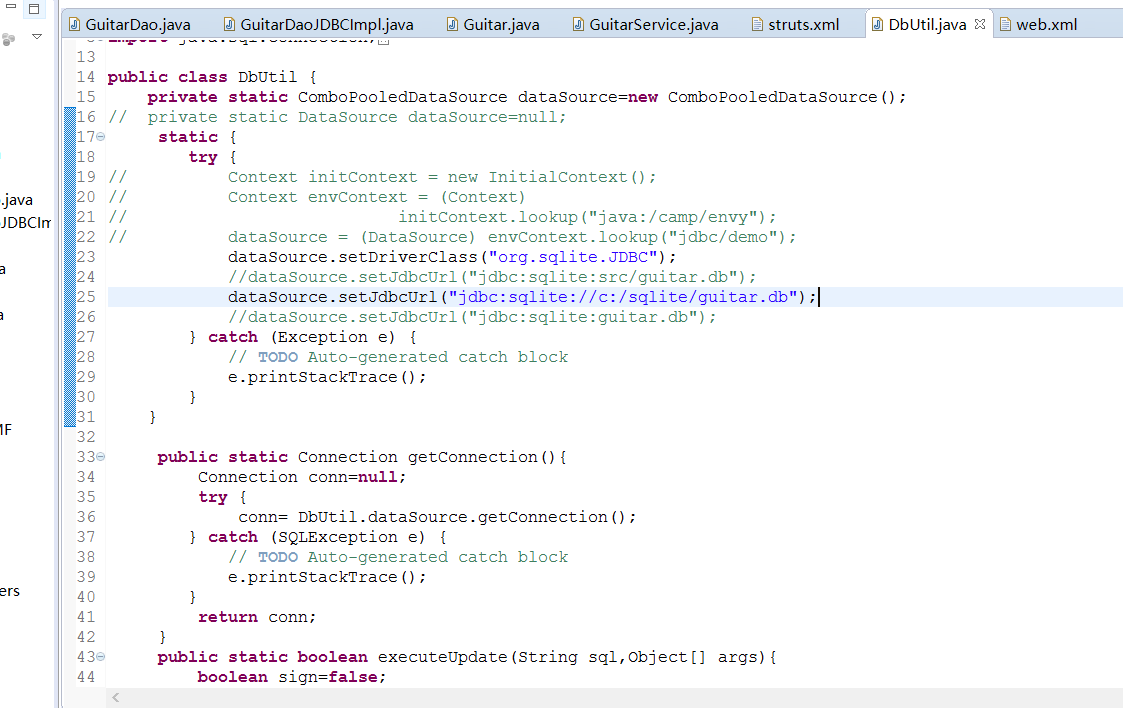 GuitarDao.java GuitarDaoJDBCImpl.java Guitar.java GuitarService.java struts.xml DbUtil.java web.xml
13
14 public class DbUtil {
15 private static ComboPooledDataSource dataSource=new ComboPooledDataSource();
16 // private static DataSource dataSource=null;
17 static {
18 try {
19 // Context initContext = new InitialContext();
20 // Context envContext = (Context)
21 // initContext.lookup("java:/camp/envy");
22 // dataSource = (DataSource) envContext.lookup("jdbc/demo");
23 dataSource.setDriverClass("org.sqlite.JDBC");
24 //dataSource.setJdbcUrl("jdbc:sqlite:src/guitar.db");
25 dataSource.setJdbcUrl("jdbc:sqlite://c:/sqlite/guitar.db");
26 //dataSource.setJdbcUrl("jdbc:sqlite:guitar.db");
27 } catch (Exception e) {
28 // TODO Auto-generated catch block
29 e.printStackTrace();
30 }
31 }
32
33 public static Connection getConnection(){
34 Connection conn=null;
35 try {
36 conn= DbUtil.dataSource.getConnection();
37 } catch (SQLException e) {
38 // TODO Auto-generated catch block
39 e.printStackTrace();
40 }
41 return conn;
42 }
43 public static boolean executeUpdate(String sql,Object[] args){
44 boolean sign=false;
.java
JDBCIm
a
a
ers